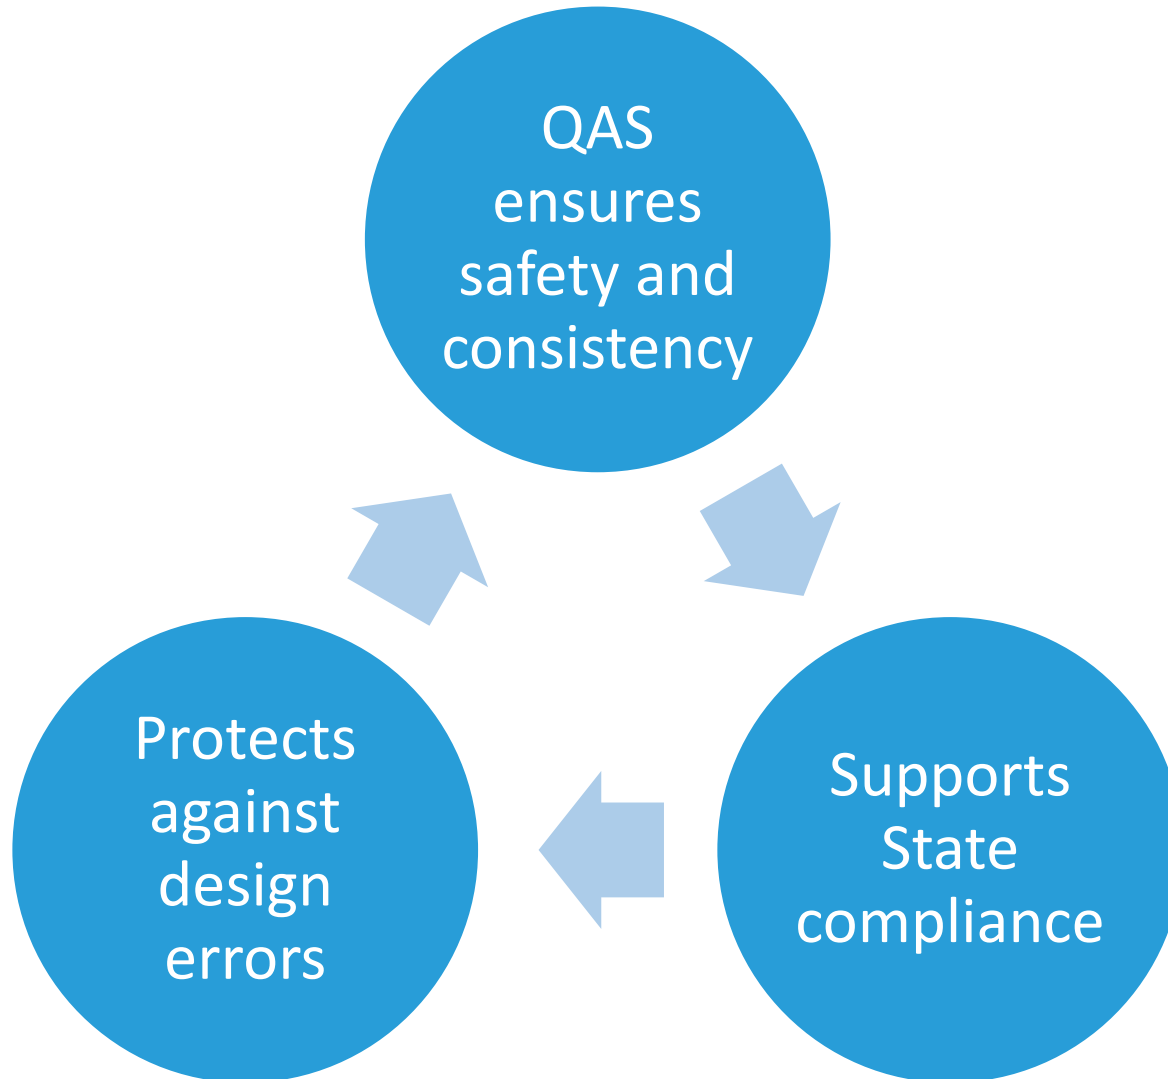 QAS
ensures
safety and
consistency
Supports
State
compliance
Protects
against
design
errors